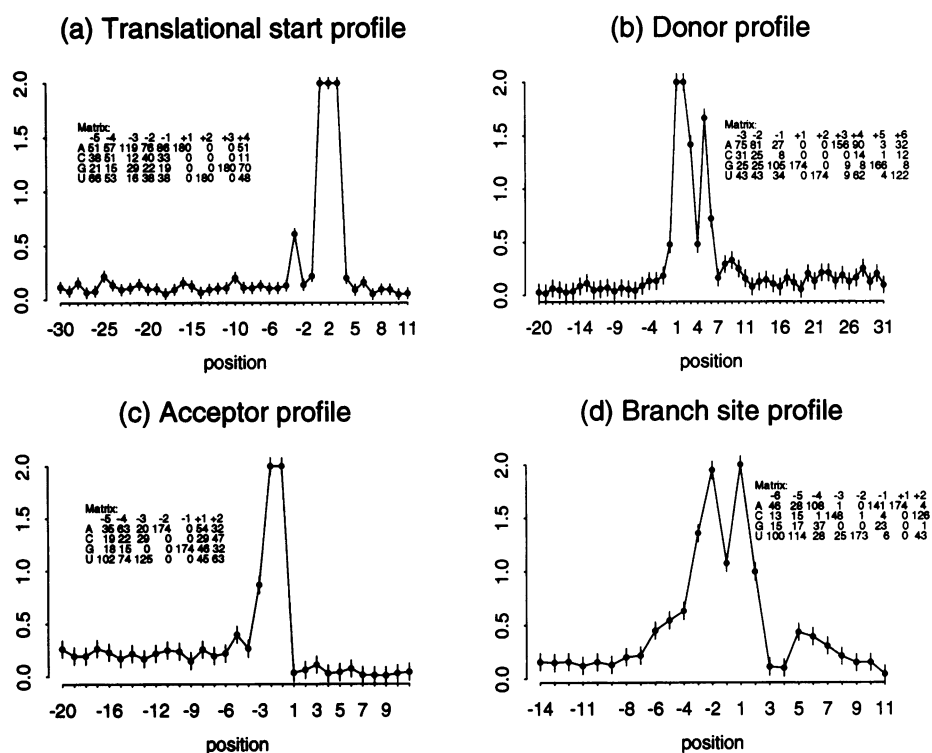 (a) Translational start profile
2.0
1.5
1.0
0.5
0.0
Matrix:
-5 -4 -3 -2 -1 +1 +2 +3 +4
A 51 57 119 76 86 180 0 0 51
C 38 51 12 40 33 0 0 0 11
G 21 15 29 22 19 0 0 180 70
U 66 53 16 38 38 0 180 0 48
-30 -25 -20 -15 -10 -6 -2 2 5 8 11
position
(b) Donor profile
2.0
1.5
1.0
0.5
0.0
Matrix:
-3 -2 -1 +1 +2 +3 +4 +5 +6
A 75 81 27 0 0 156 90 3 32
C 31 25 8 0 0 0 14 1 12
G 25 25 105 174 0 9 8 166 8
U 43 43 34 0 174 9 62 4 122
-20 -14 -9 -4 1 4 7 11 16 21 26 31
position
(c) Acceptor profile
2.0
1.5
1.0
0.5
0.0
Matrix:
-5 -4 -3 -2 -1 +1 +2
A 35 63 20 174 0 54 32
C 19 22 29 0 0 29 47
G 18 15 0 0 174 46 32
U 102 74 125 0 0 45 63
-20 -16 -12 -9 -6 -3 1 3 5 7 9
position
(d) Branch site profile
2.0
1.5
1.0
0.5
0.0
Matrix:
-6 -5 -4 -3 -2 -1 +1 +2
A 46 28 108 1 0 141 174 4
C 13 15 1 148 1 4 0 126
G 15 17 37 0 0 23 0 1
U 100 114 28 25 173 6 0 43
-14 -11 -8 -6 -4 -2 1 3 5 7 9 11
position